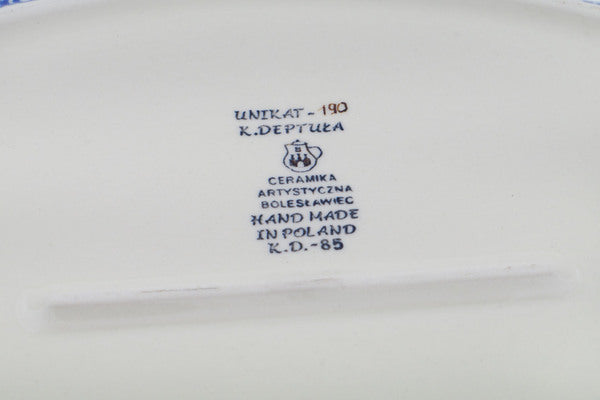 UNIKAT - 190
K. DEPTUŁA
B
CERAMIKA
ARTYSTYCZNA
BOLESŁAWIEC
HAND MADE
IN POLAND
K.D.-85